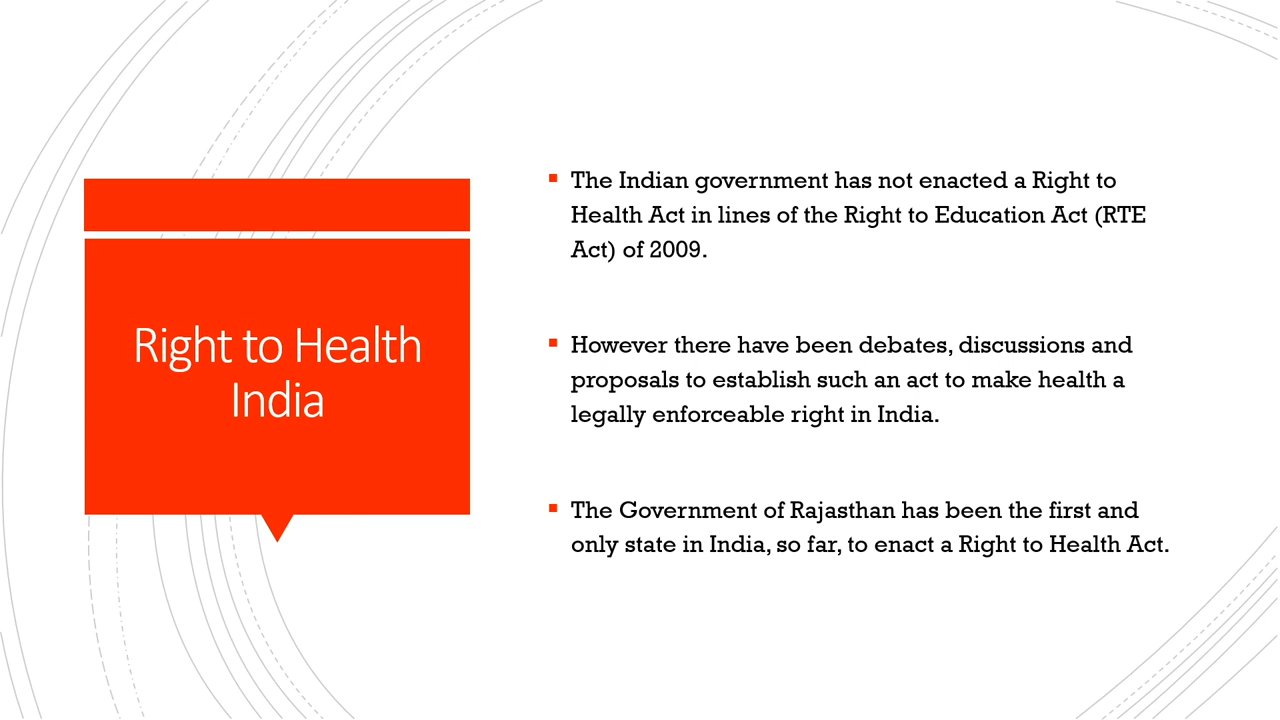 Right to Health
India
The Indian government has not enacted a Right to
Health Act in lines of the Right to Education Act (RTE
Act) of 2009.
However there have been debates, discussions and
proposals to establish such an act to make health a
legally enforceable right in India.
The Government of Rajasthan has been the first and
only state in India, so far, to enact a Right to Health Act.